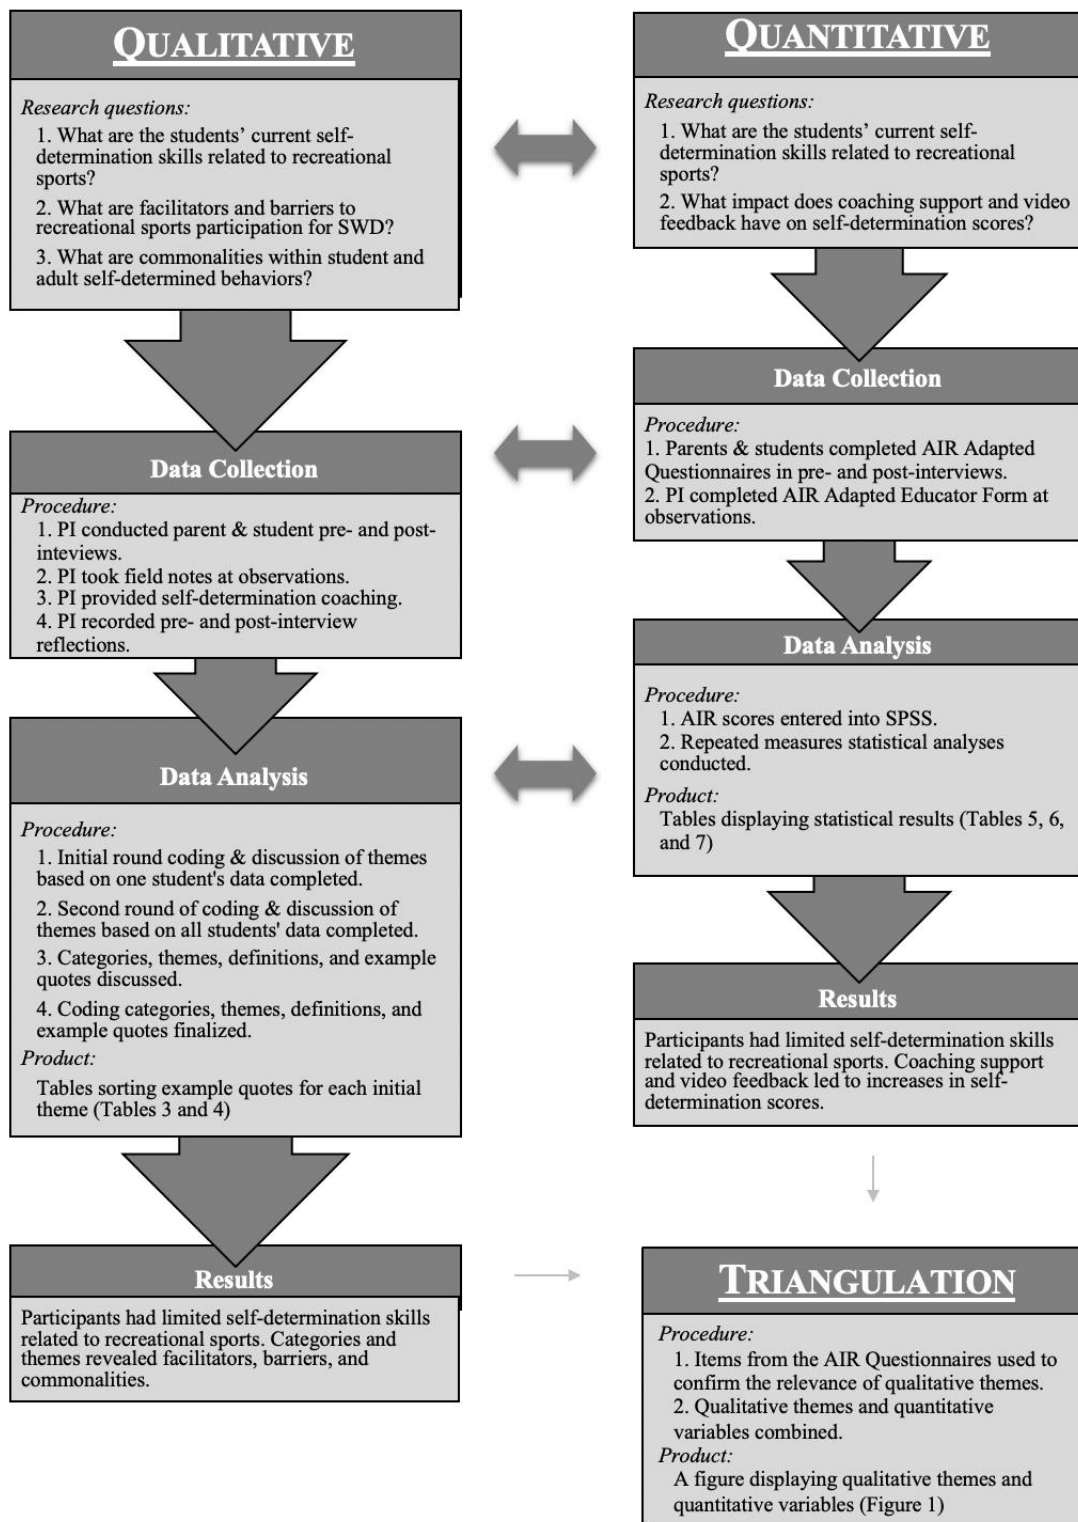 QUALITATIVE
Research questions:
1. What are the students’ current self-
determination skills related to recreational
sports?
2. What are facilitators and barriers to
recreational sports participation for SWD?
3. What are commonalities within student and
adult self-determined behaviors?
Data Collection
Procedure:
1. PI conducted parent & student pre- and post-
inteviews.
2. PI took field notes at observations.
3. PI provided self-determination coaching.
4. PI recorded pre- and post-interview
reflections.
Data Analysis
Procedure:
1. Initial round coding & discussion of themes
based on one student's data completed.
2. Second round of coding & discussion of
themes based on all students' data completed.
3. Categories, themes, definitions, and example
quotes discussed.
4. Coding categories, themes, definitions, and
example quotes finalized.
Product:
Tables sorting example quotes for each initial
theme (Tables 3 and 4)
Results
Participants had limited self-determination skills
related to recreational sports. Categories and
themes revealed facilitators, barriers, and
commonalities.
QUANTITATIVE
Research questions:
1. What are the students’ current self-
determination skills related to recreational
sports?
2. What impact does coaching support and video
feedback have on self-determination scores?
Data Collection
Procedure:
1. Parents & students completed AIR Adapted
Questionnaires in pre- and post-interviews.
2. PI completed AIR Adapted Educator Form at
observations.
Data Analysis
Procedure:
1. AIR scores entered into SPSS.
2. Repeated measures statistical analyses
conducted.
Product:
Tables displaying statistical results (Tables 5, 6,
and 7)
Results
Participants had limited self-determination skills
related to recreational sports. Coaching support
and video feedback led to increases in self-
determination scores.
TRIANGULATION
Procedure:
1. Items from the AIR Questionnaires used to
confirm the relevance of qualitative themes.
2. Qualitative themes and quantitative
variables combined.
Product:
A figure displaying qualitative themes and
quantitative variables (Figure 1)